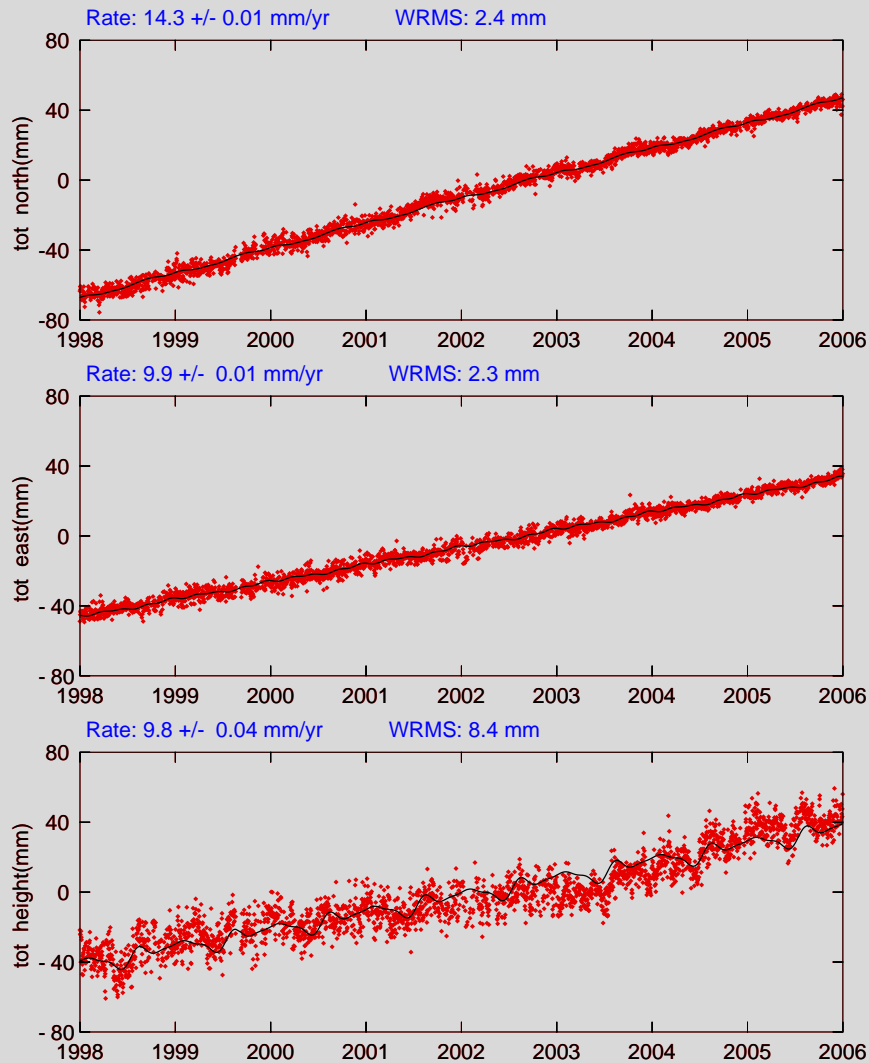 Rate: 14.3 +/- 0.01 mm/yr WRMS: 2.4 mm
80
40
0
-40
-80
tot north(mm)
1998 1999 2000 2001 2002 2003 2004 2005 2006
Rate: 9.9 +/- 0.01 mm/yr WRMS: 2.3 mm
80
40
0
- 40
- 80
tot east(mm)
1998 1999 2000 2001 2002 2003 2004 2005 2006
Rate: 9.8 +/- 0.04 mm/yr WRMS: 8.4 mm
80
40
0
- 40
- 80
tot height(mm)
1998 1999 2000 2001 2002 2003 2004 2005 2006